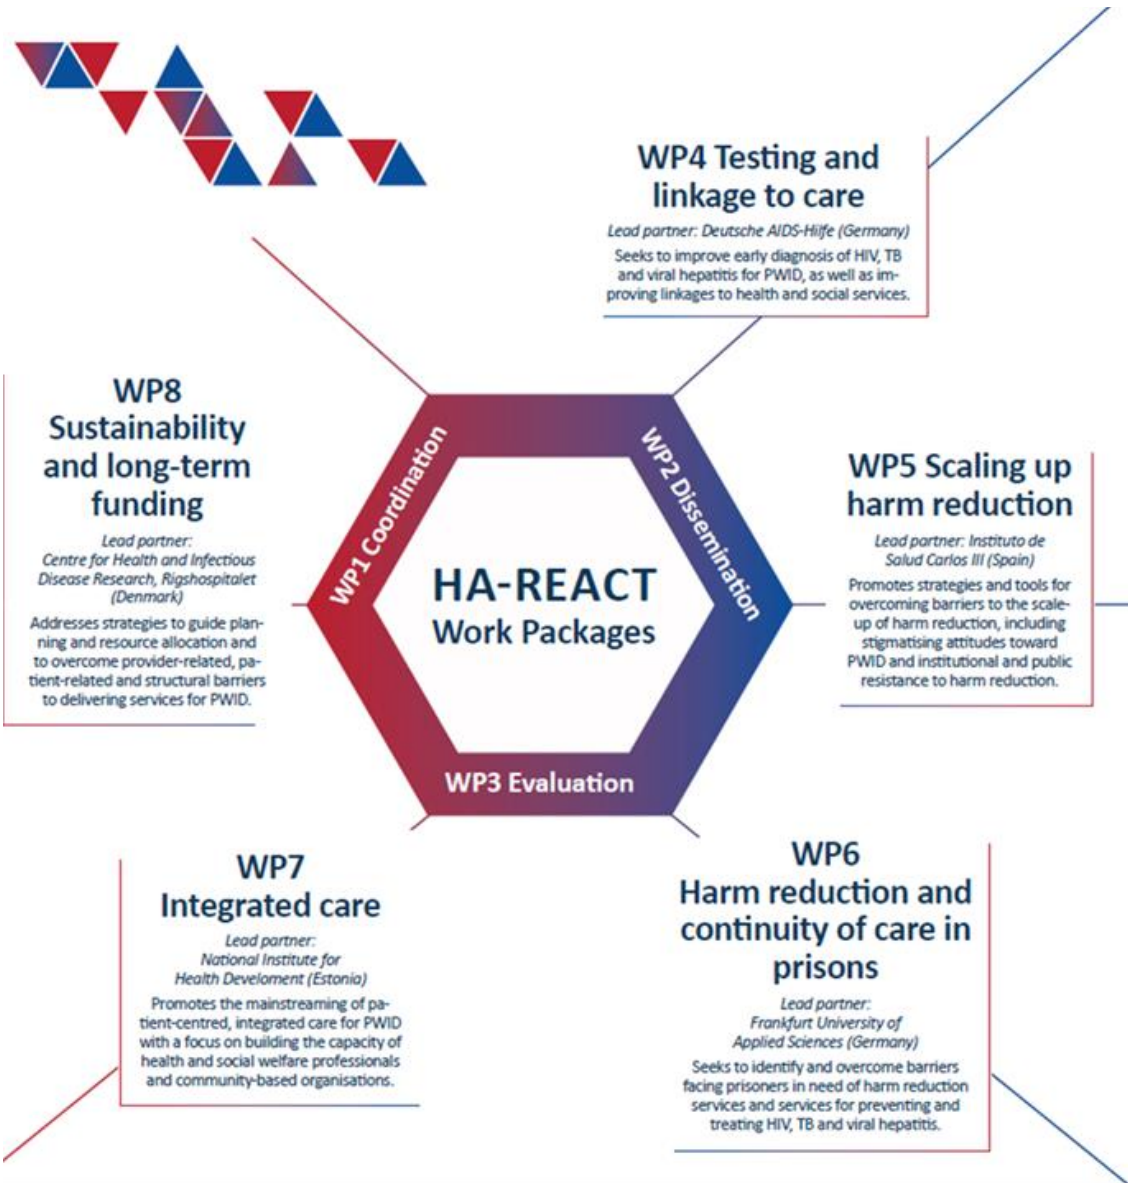 WP4 Testing and
linkage to care
Lead partner: Deutsche AIDS-Hilfe (Germany)
Seeks to improve early diagnosis of HIV, TB
and viral hepatitis for PWID, as well as im-
proving linkages to health and social services.
WP8
Sustainability
and long-term
funding
Lead partner:
Centre for Health and Infectious
Disease Research, Rigshospitalet
(Denmark)
Addresses strategies to guide plan-
ning and resource allocation and
to overcome provider-related, pa-
tient-related and structural barriers
to delivering services for PWID.
WP1 Coordination
WP2 Dissemination
HA-REACT
Work Packages
WP3 Evaluation
WP5 Scaling up
harm reduction
Lead partner: Instituto de
Salud Carlos III (Spain)
Promotes strategies and tools for
overcoming barriers to the scale-
up of harm reduction, including
stigmatising attitudes toward
PWID and institutional and public
resistance to harm reduction.
WP7
Integrated care
Lead partner:
National Institute for
Health Develoment (Estonia)
Promotes the mainstreaming of pa-
tient-centred, integrated care for PWID
with a focus on building the capacity of
health and social welfare professionals
and community-based organisations.
WP6
Harm reduction and
continuity of care in
prisons
Lead partner:
Frankfurt University of
Applied Sciences (Germany)
Seeks to identify and overcome barriers
facing prisoners in need of harm reduction
services and services for preventing and
treating HIV, TB and viral hepatitis.